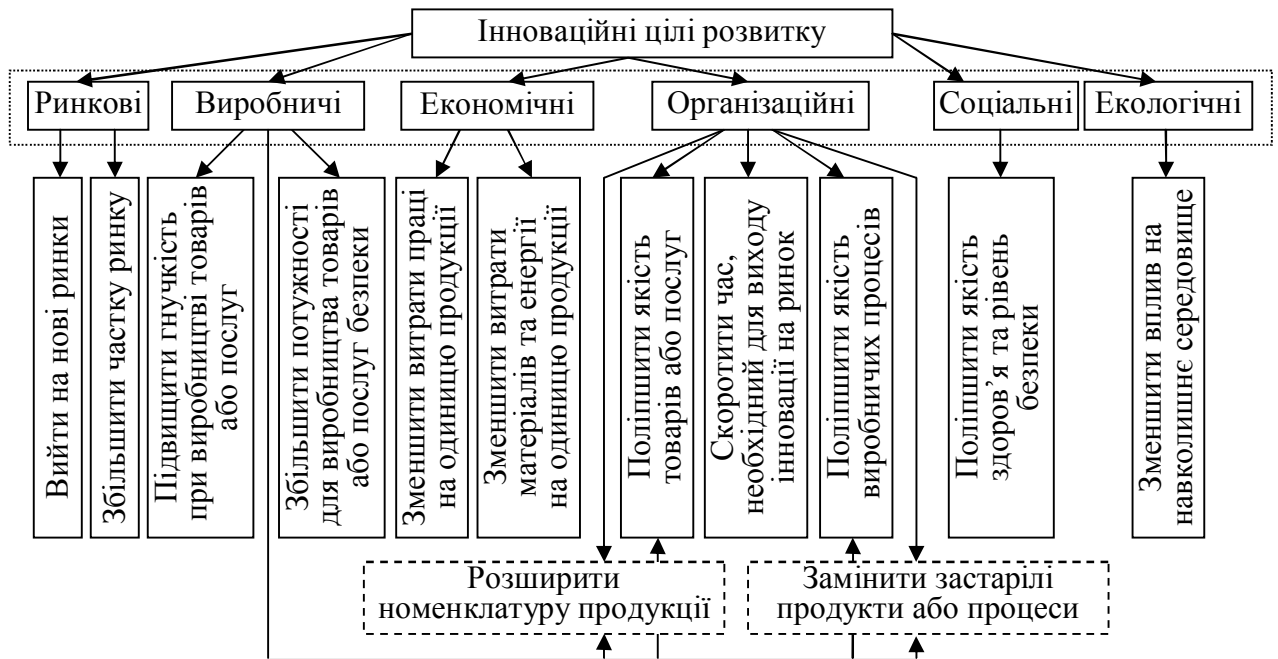 Інноваційні цілі розвитку
Ринкові
Виробничі
Економічні
Організаційні
Соціальні
Екологічні
Вийти на нові ринки
Збільшити частку ринку
Підвищити гнучкість
при виробництві товарів
або послуг
Збільшити потужності
для виробництва товарів
або послуг безпеки
Зменшити витрати праці
на одиницю продукції
Зменшити витрати
матеріалів та енергії
на одиницю продукції
Поліпшити якість
товарів або послуг
Скоротити час,
необхідний для виходу
інновації на ринок
Поліпшити якість
виробничих процесів
Поліпшити якість
здоров’я та рівень
безпеки
Зменшити вплив на
навколишнє середовище
Розширити
номенклатуру продукції
Замінити застарілі
продукти або процеси